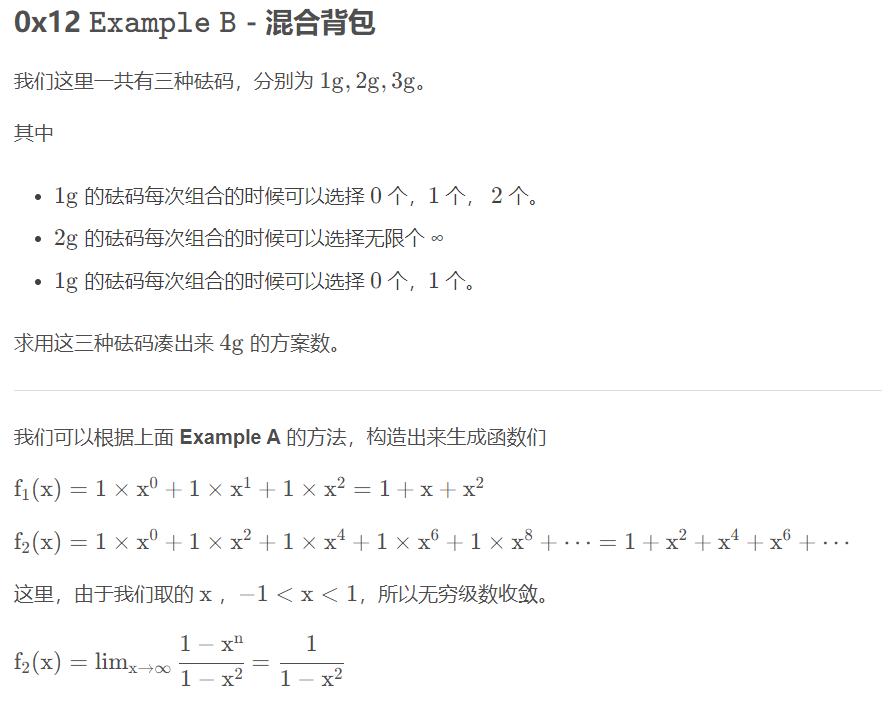 0x12 Example B - 混合背包
我们这里一共有三种砝码，分别为 1g, 2g, 3g。
其中
• 1g 的砝码每次组合的时候可以选择 0 个，1 个， 2 个。
• 2g 的砝码每次组合的时候可以选择无限个 ∞
• 1g 的砝码每次组合的时候可以选择 0 个，1 个。
求用这三种砝码凑出来 4g 的方案数。
我们可以根据上面 Example A 的方法，构造出来生成函数们
f₁(x) = 1 × x⁰ + 1 × x¹ + 1 × x² = 1 + x + x²
f₂(x) = 1 × x⁰ + 1 × x² + 1 × x⁴ + 1 × x⁶ + 1 × x⁸ + ⋯ = 1 + x² + x⁴ + x⁶ + ⋯
这里，由于我们取的 x ，−1 < x < 1，所以无穷级数收敛。
f₂(x) = lim_{x→∞} \frac{1 − xⁿ}{1 − x²} = \frac{1}{1 − x²}